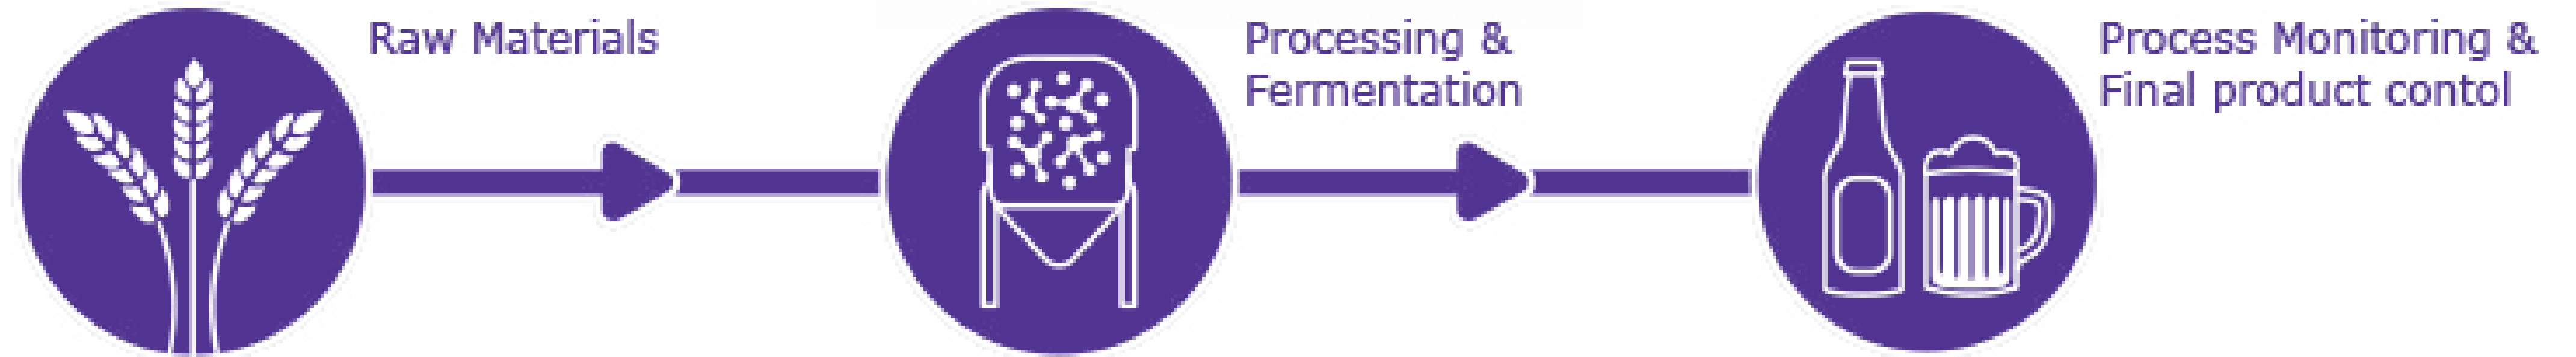 Raw Materials
Processing &
Fermentation
Process Monitoring &
Final product contol